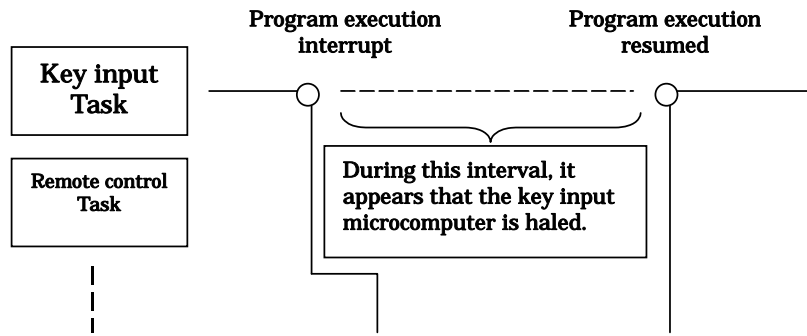 Program execution
interrupt
Program execution
resumed
Key input
Task
During this interval, it
appears that the key input
microcomputer is haled.
Remote control
Task